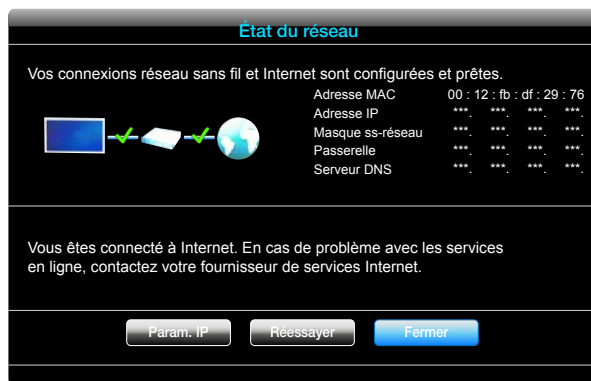 État du réseau
Vos connexions réseau sans fil et Internet sont configurées et prêtes.
Adresse MAC 00 : 12 : fb : df : 29 : 76
Adresse IP ***. ***. ***. ***.
Masque ss-réseau ***. ***. ***. ***.
Passerelle ***. ***. ***. ***.
Serveur DNS ***. ***. ***. ***.
Vous êtes connecté à Internet. En cas de problème avec les services
en ligne, contactez votre fournisseur de services Internet.
Param. IP Réessayer Fermer